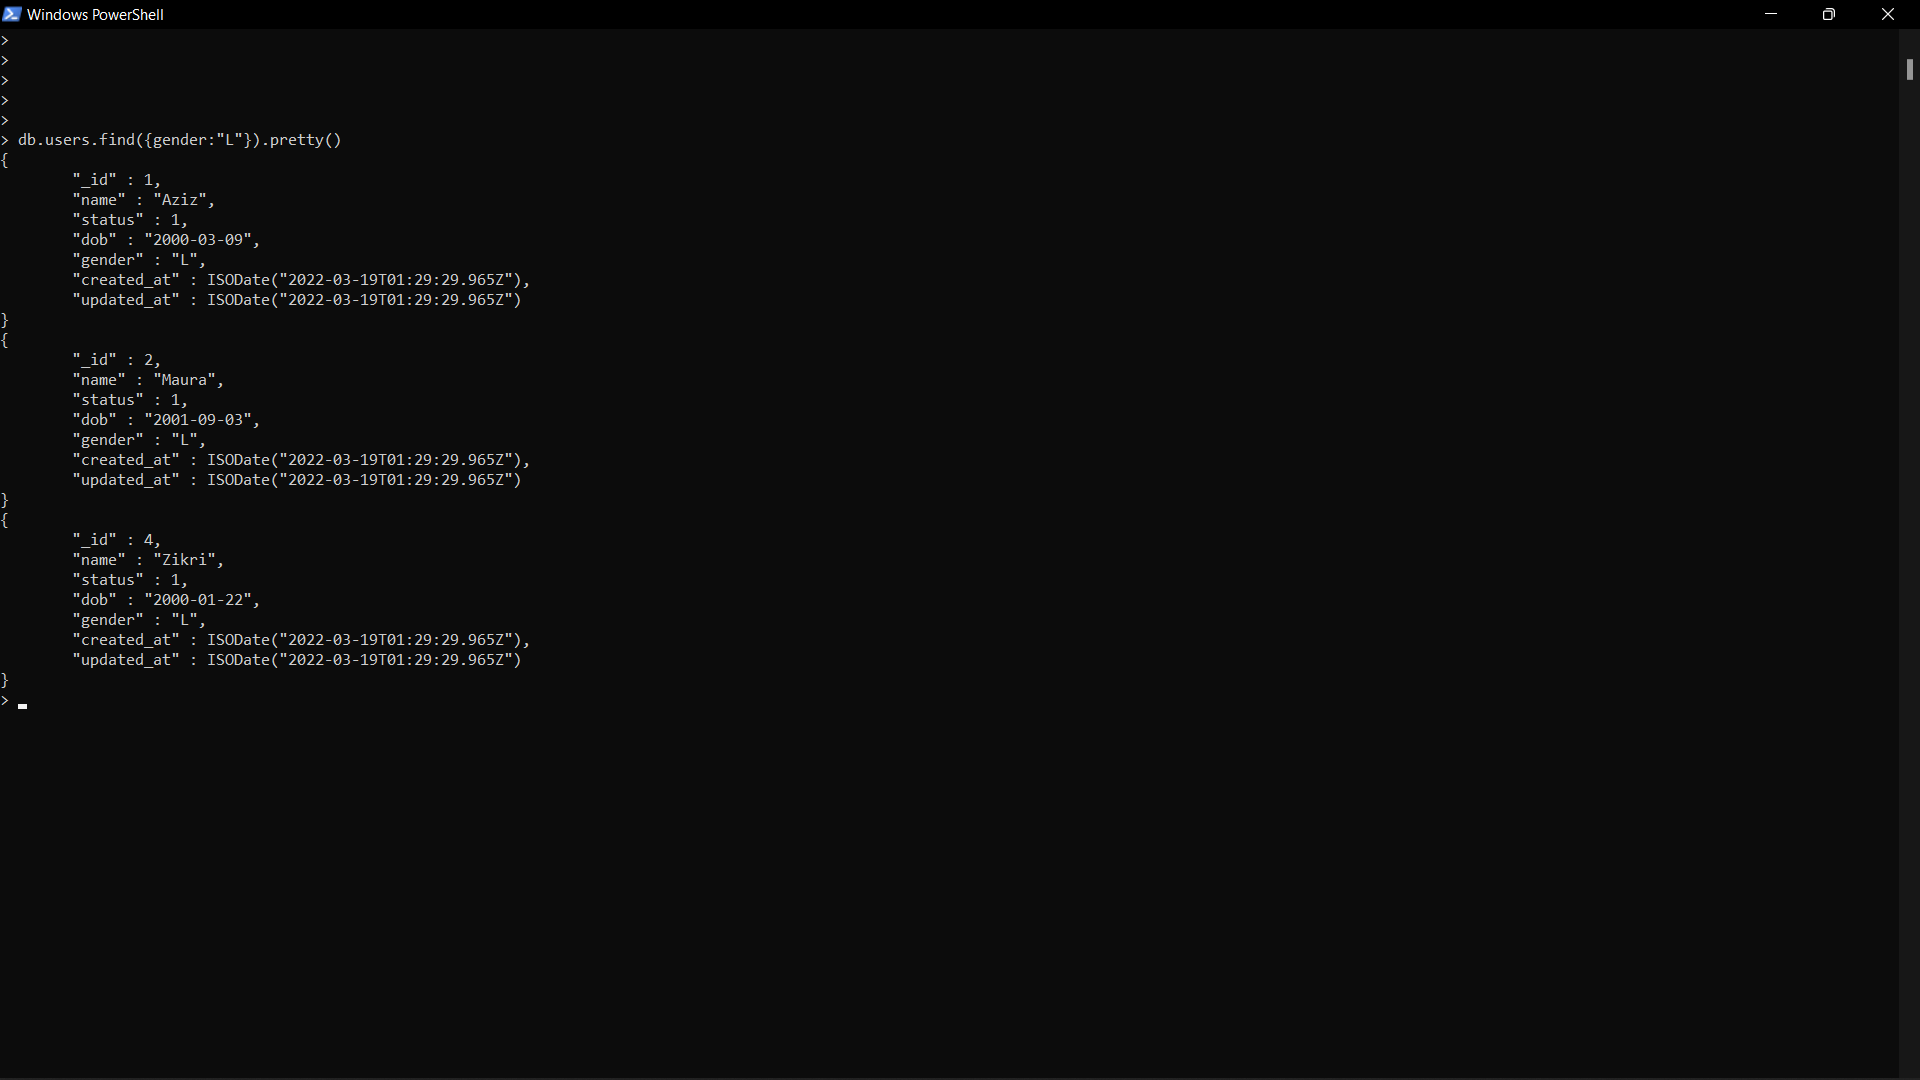 Windows PowerShell
>
>
>
>
>
> db.users.find({gender:"L"}).pretty()
{
        "_id" : 1,
        "name" : "Aziz",
        "status" : 1,
        "dob" : "2000-03-09",
        "gender" : "L",
        "created_at" : ISODate("2022-03-19T01:29:29.965Z"),
        "updated_at" : ISODate("2022-03-19T01:29:29.965Z")
}
{
        "_id" : 2,
        "name" : "Maura",
        "status" : 1,
        "dob" : "2001-09-03",
        "gender" : "L",
        "created_at" : ISODate("2022-03-19T01:29:29.965Z"),
        "updated_at" : ISODate("2022-03-19T01:29:29.965Z")
}
{
        "_id" : 4,
        "name" : "Zikri",
        "status" : 1,
        "dob" : "2000-01-22",
        "gender" : "L",
        "created_at" : ISODate("2022-03-19T01:29:29.965Z"),
        "updated_at" : ISODate("2022-03-19T01:29:29.965Z")
}
>